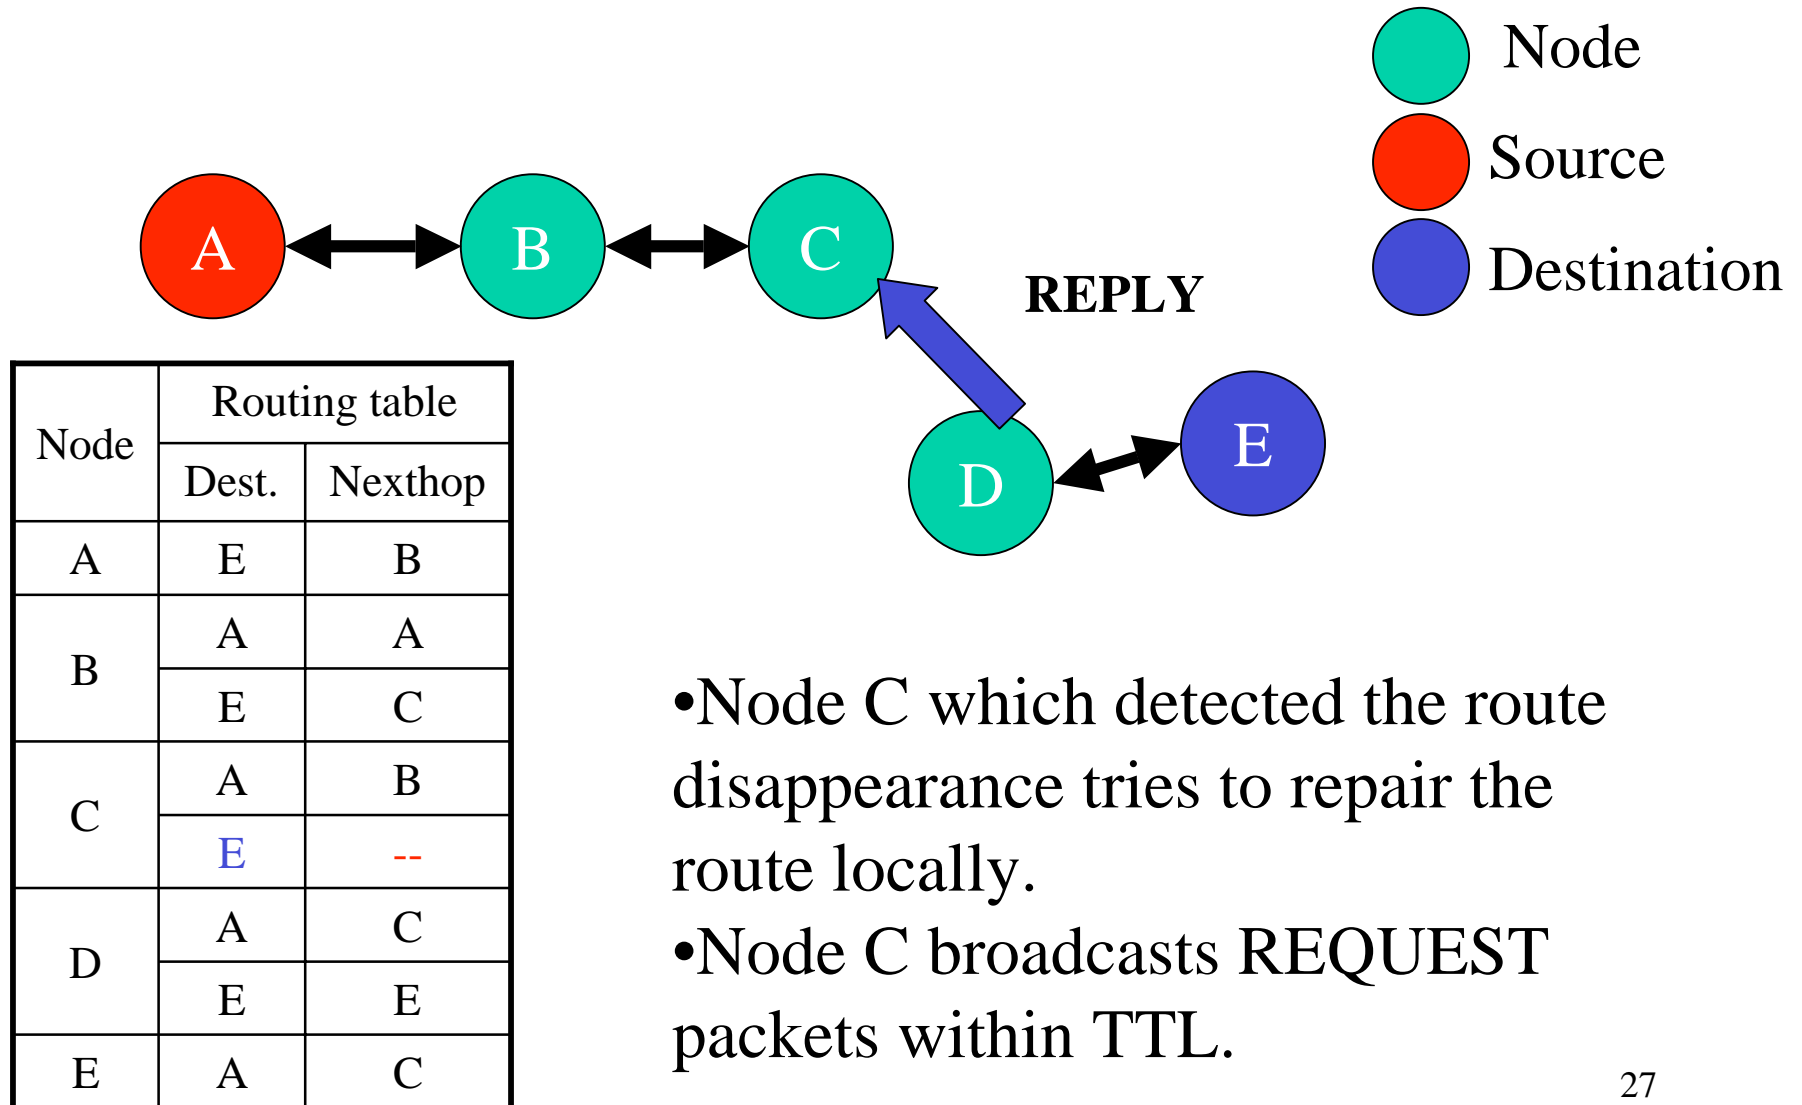 Node
Source
Destination
A
B
C
REPLY
D
E
Node
Routing table
Dest. Nexthop
A E B
B A A
E C
C A B
E --
D A C
E E
E A C
•Node C which detected the route
disappearance tries to repair the
route locally.
•Node C broadcasts REQUEST
packets within TTL.
27